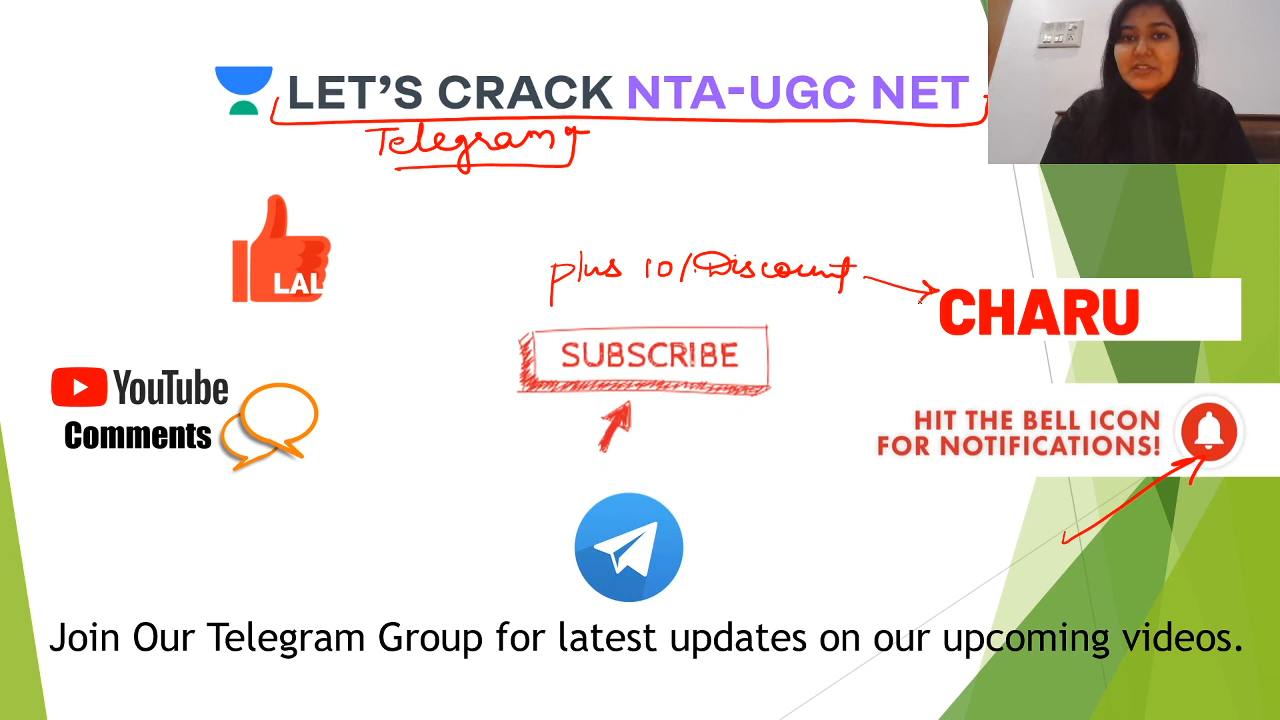 LET'S CRACK NTA-UGC NET
Telegram
LAL
plus 10/. Discount
CHARU
SUBSCRIBE
YouTube
Comments
HIT THE BELL ICON
FOR NOTIFICATIONS!
Join Our Telegram Group for latest updates on our upcoming videos.